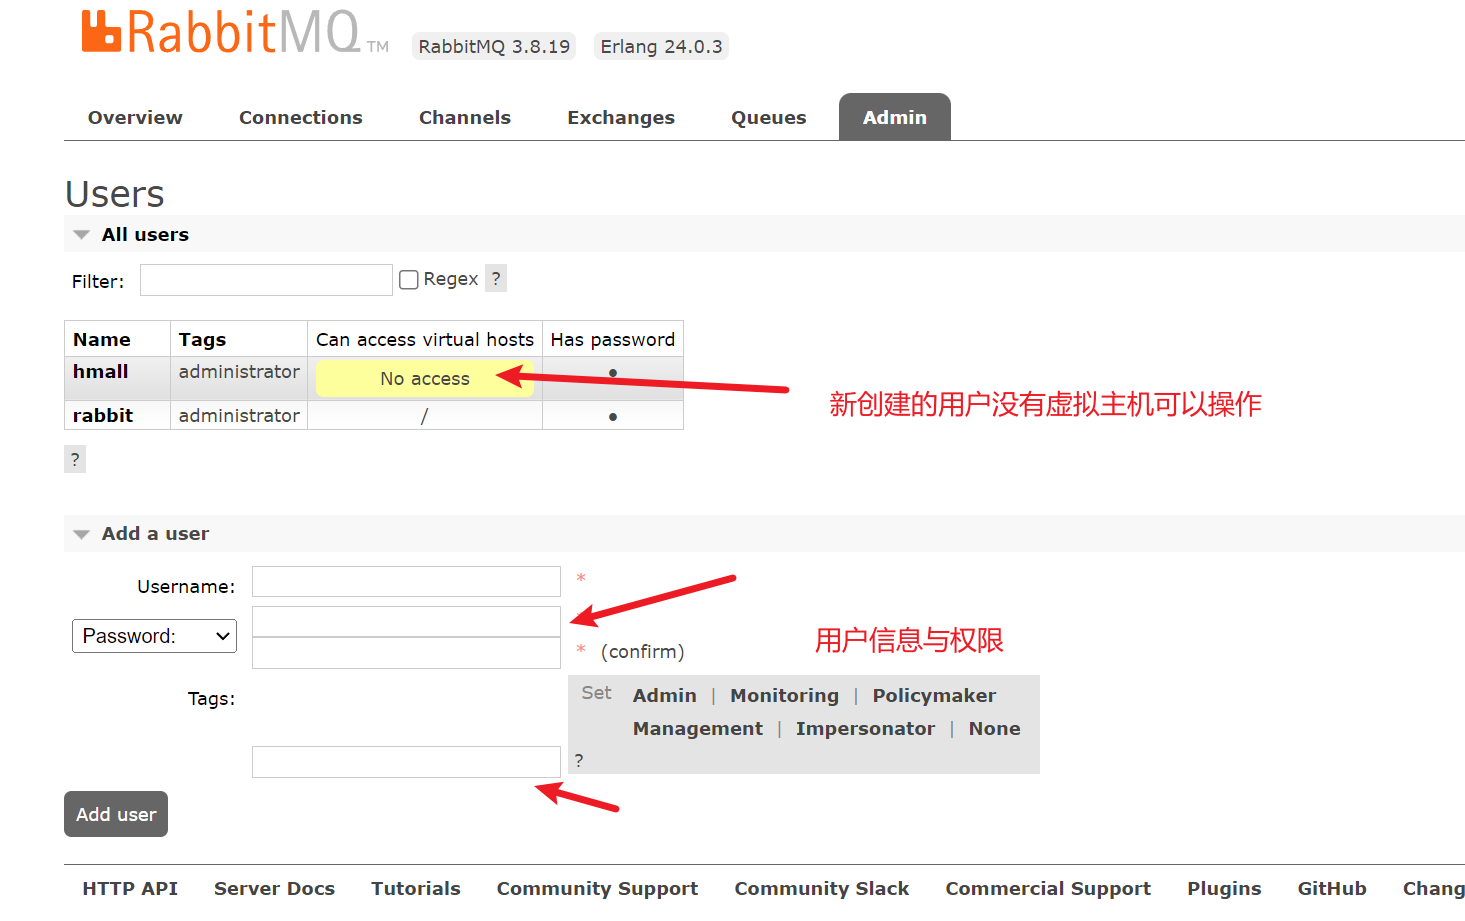 RabbitMQ TM RabbitMQ 3.8.19 Erlang 24.0.3
Overview Connections Channels Exchanges Queues Admin
Users
All users
Filter: Regex ?
Name Tags Can access virtual hosts Has password
hmall administrator No access •
rabbit administrator / •
新创建的用户没有虚拟主机可以操作
?
Add a user
Username: *
Password:
* (confirm)
用户信息与权限
Tags:
Set Admin | Monitoring | Policymaker
Management | Impersonator | None
?
Add user
HTTP API Server Docs Tutorials Community Support Community Slack Commercial Support Plugins GitHub Chang